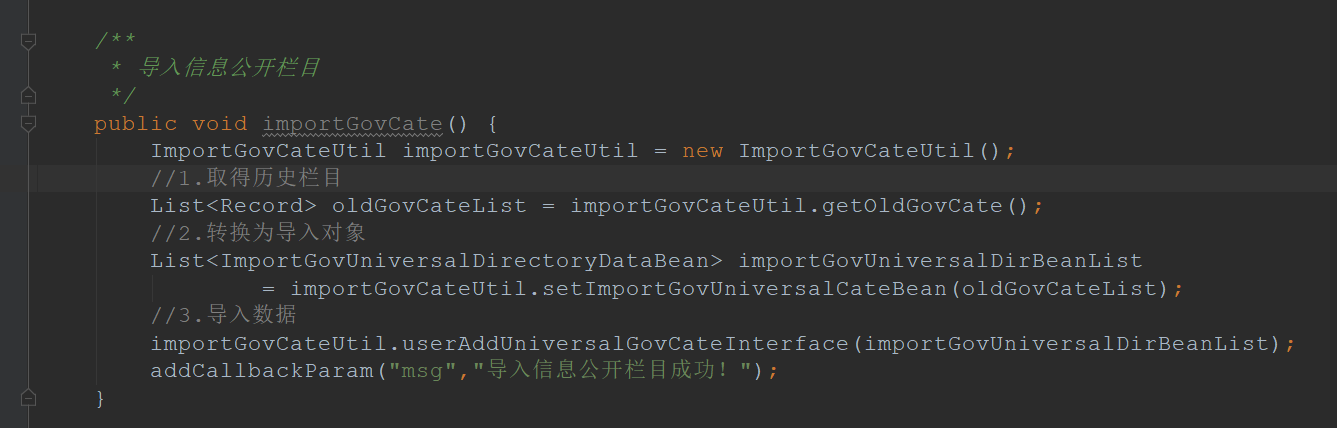 /**
* 导入信息公开栏目
*/
public void importGovCate() {
ImportGovCateUtil importGovCateUtil = new ImportGovCateUtil();
//1.取得历史栏目
List<Record> oldGovCateList = importGovCateUtil.getOldGovCate();
//2.转换为导入对象
List<ImportGovUniversalDirectoryDataBean> importGovUniversalDirBeanList
= importGovCateUtil.setImportGovUniversalCateBean(oldGovCateList);
//3.导入数据
importGovCateUtil.userAddUniversalGovCateInterface(importGovUniversalDirBeanList);
addCallbackParam("msg","导入信息公开栏目成功！");
}